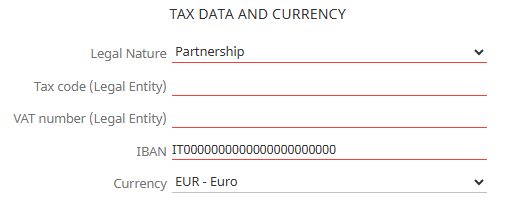 TAX DATA AND CURRENCY
Legal Nature Partnership
Tax code (Legal Entity)
VAT number (Legal Entity)
IBAN IT0000000000000000000000000
Currency EUR - Euro